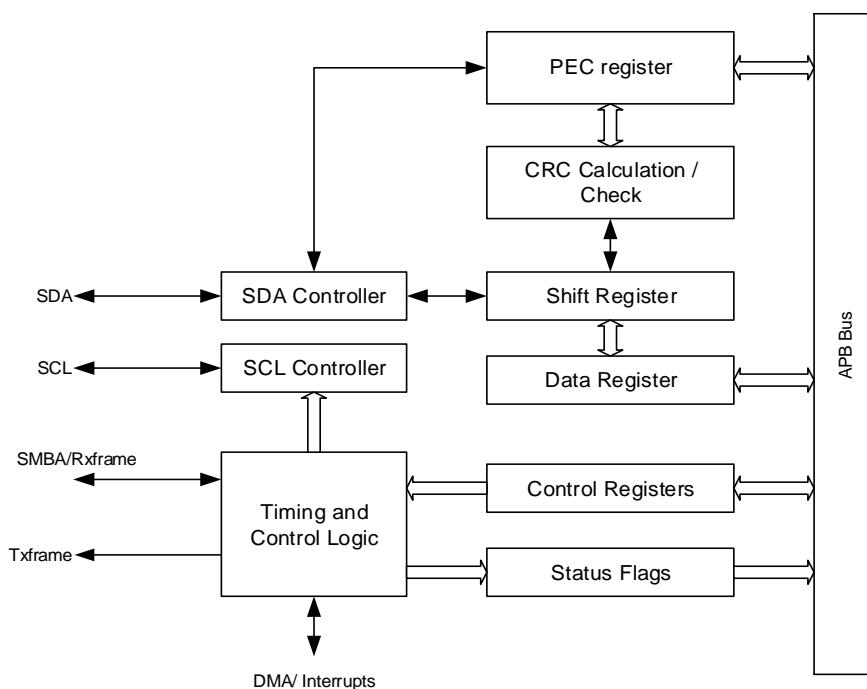 PEC register
CRC Calculation /
Check
SDA
SDA Controller
Shift Register
SCL
SCL Controller
Data Register
APB Bus
SMBA/Rxframe
Timing and
Control Logic
Control Registers
Txframe
Status Flags
DMA/ Interrupts